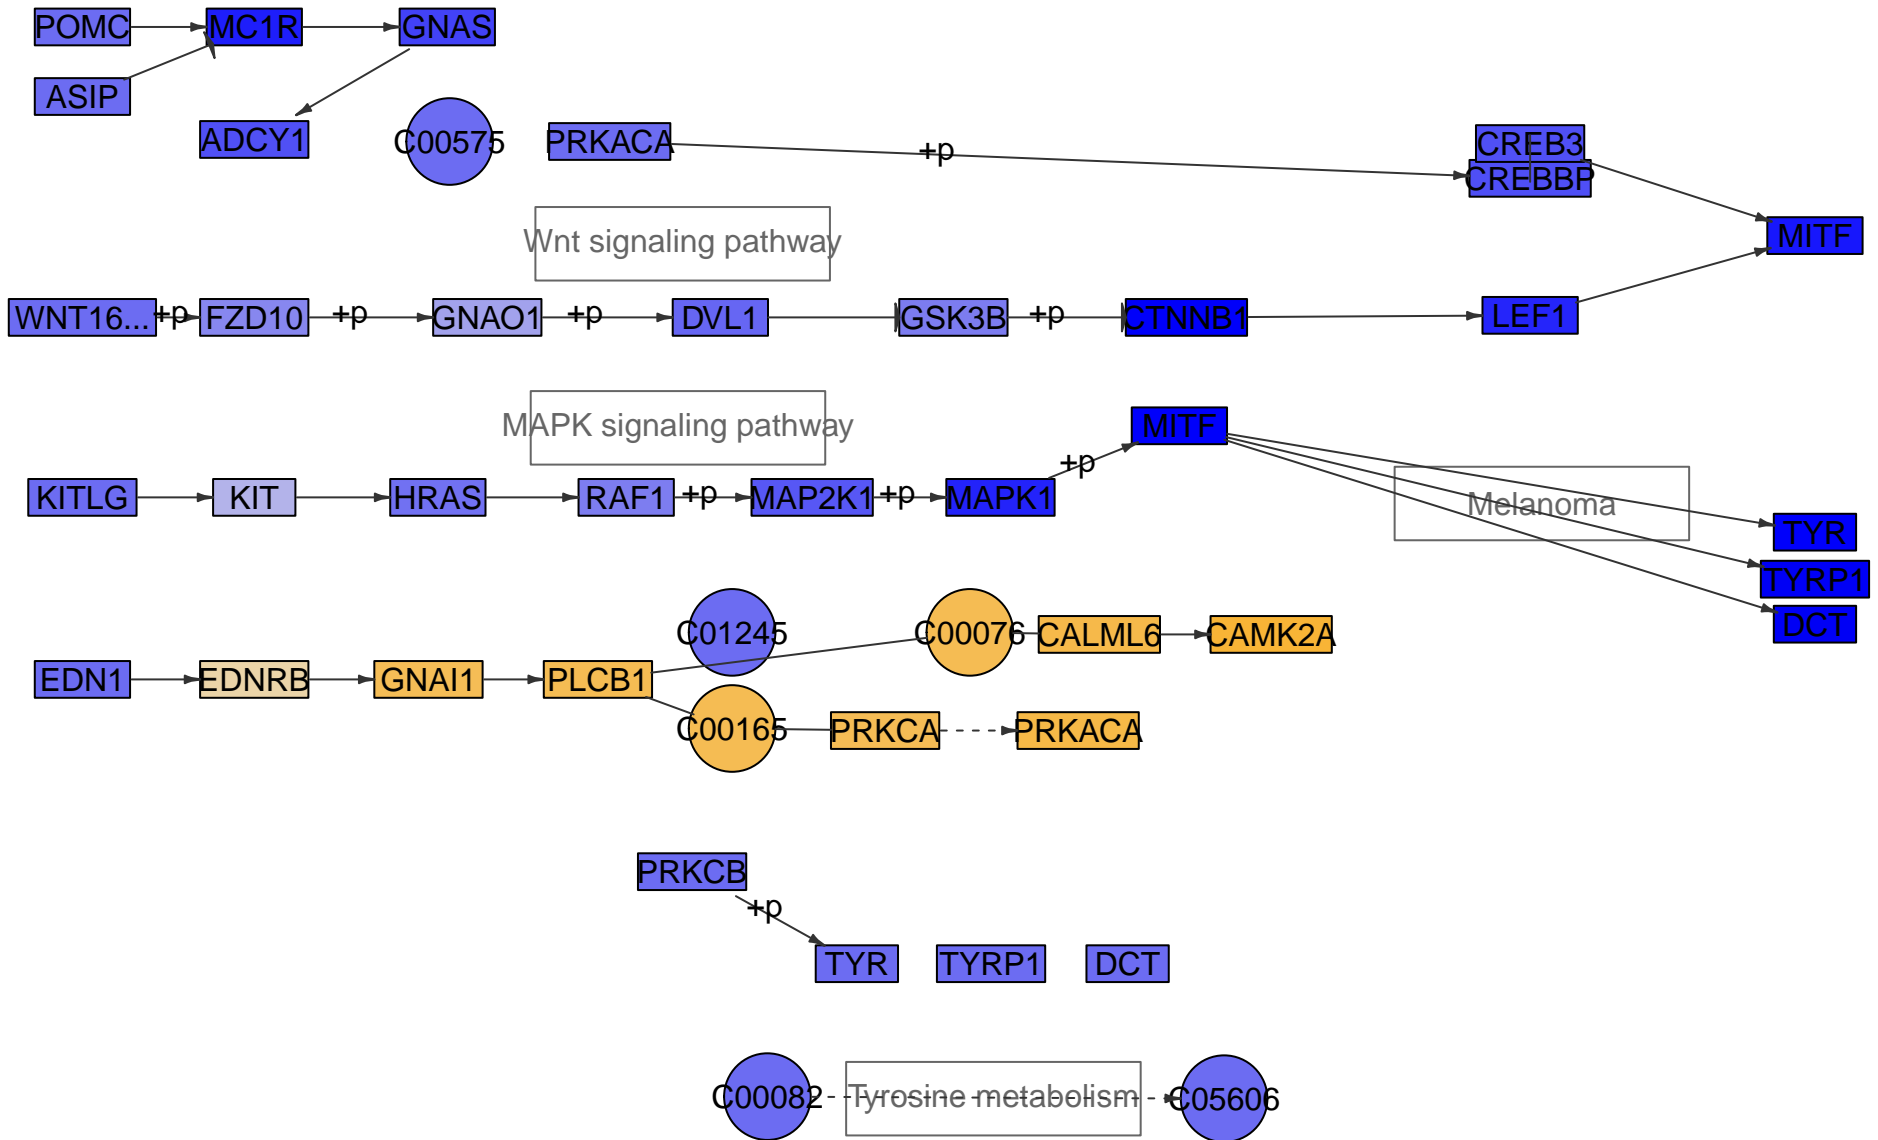 POMC
MC1R
GNAS
ASIP
ADCY1
C00575
PRKACA
+p
CREB3
CREBBP
MITF
Wnt signaling pathway
WNT16...
+p
FZD10
+p
GNAO1
+p
DVL1
GSK3B
+p
CTNNB1
LEF1
MAPK signaling pathway
MITF
+p
KITLG
KIT
HRAS
RAF1
+p
MAP2K1
+p
MAPK1
Melanoma
TYR
TYRP1
DCT
C01245
C00076
CALML6
CAMK2A
EDN1
EDNRB
GNAI1
PLCB1
C00165
PRKCA
PRKACA
PRKCB
+p
TYR
TYRP1
DCT
C00082
Tyrosine metabolism
C05606